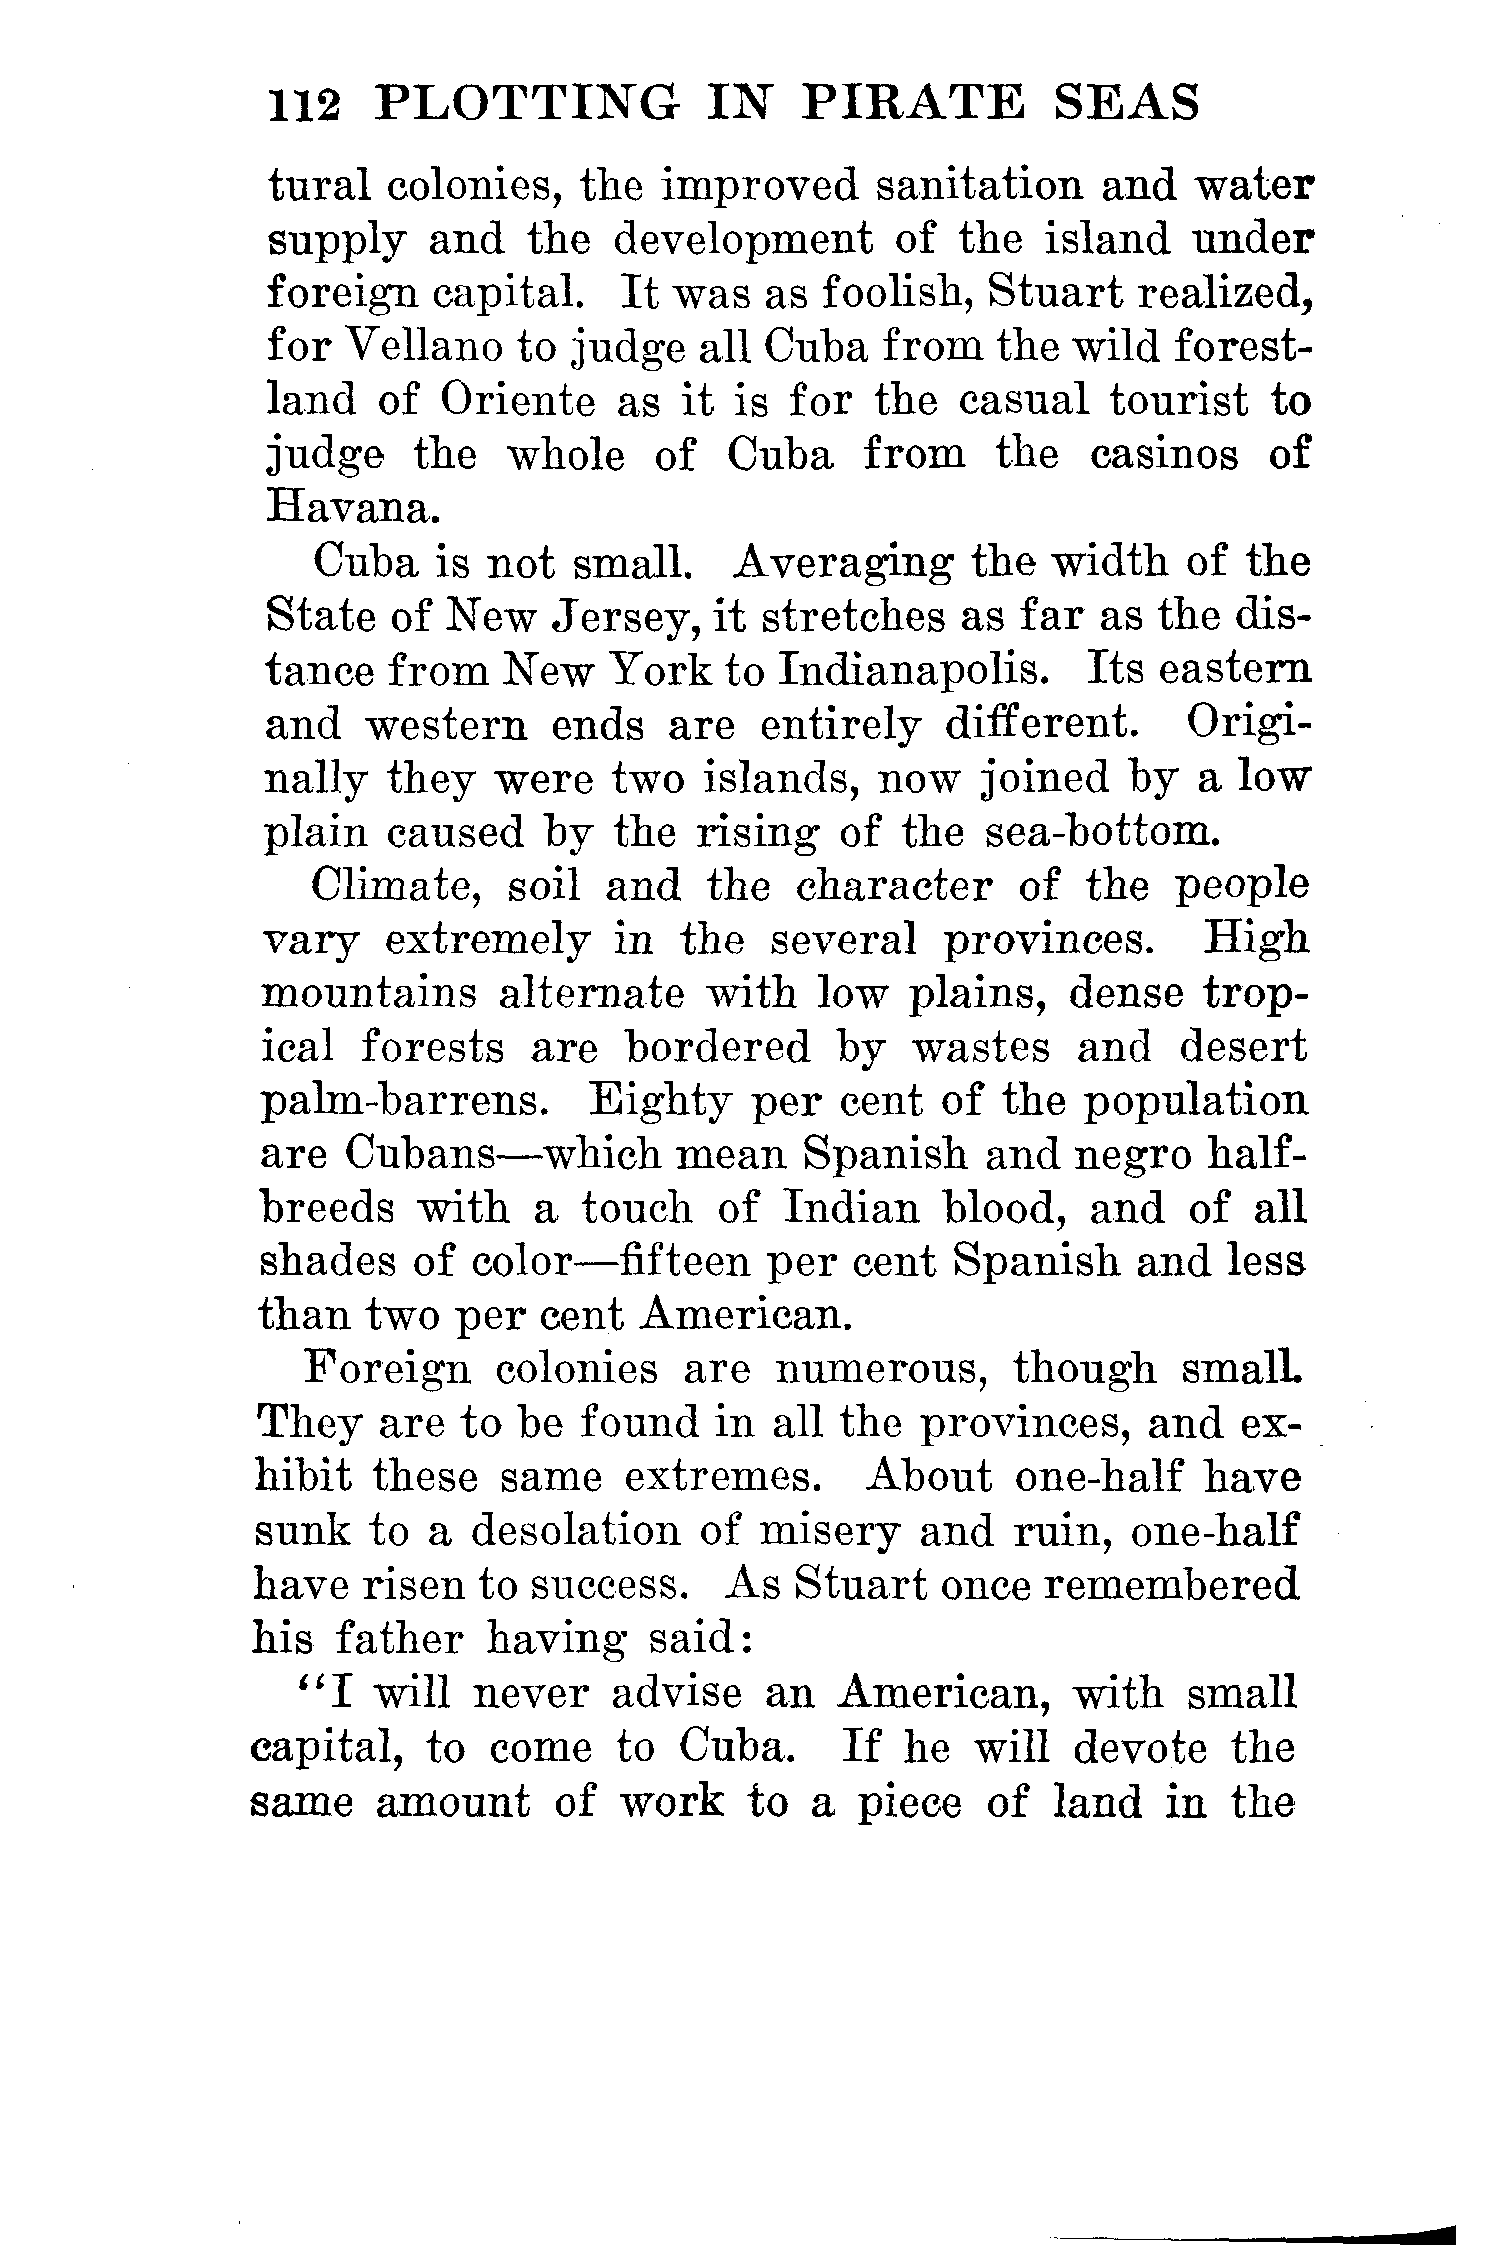 112 PLOTTING IN PIRATE SEAS
tural colonies, the improved sanitation and water
supply and the development of the island under
foreign capital. It was as foolish, Stuart realized,
for Vellano to judge all Cuba from the wild forest-
land of Oriente as it is for the casual tourist to
judge the whole of Cuba from the casinos of
Havana.
Cuba is not small. Averaging the width of the
State of New Jersey, it stretches as far as the dis-
tance from New York to Indianapolis. Its eastern
and western ends are entirely different. Origi-
nally they were two islands, now joined by a low
plain caused by the rising of the sea-bottom.
Climate, soil and the character of the people
vary extremely in the several provinces. High
mountains alternate with low plains, dense trop-
ical forests are bordered by wastes and desert
palm-barrens. Eighty per cent of the population
are Cubans—which mean Spanish and negro half-
breeds with a touch of Indian blood, and of all
shades of color—fifteen per cent Spanish and less
than two per cent American.
Foreign colonies are numerous, though small.
They are to be found in all the provinces, and ex-
hibit these same extremes. About one-half have
sunk to a desolation of misery and ruin, one-half
have risen to success. As Stuart once remembered
his father having said:
"I will never advise an American, with small
capital, to come to Cuba. If he will devote the
same amount of work to a piece of land in the